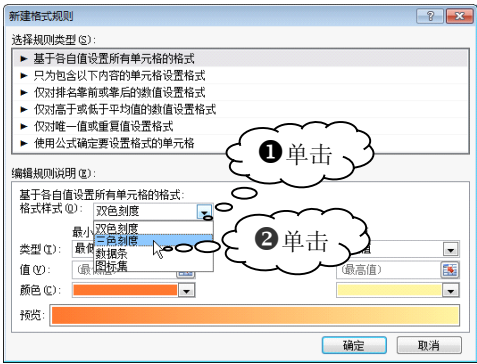 新建格式规则
选择规则类型(S):
► 基于各自值设置所有单元格的格式
► 只为包含以下内容的单元格设置格式
► 仅对排名靠前或靠后的数值设置格式
► 仅对高于或低于平均值的数值设置格式
► 仅对唯一值或重复值设置格式
► 使用公式确定要设置格式的单元格
❶单击
编辑规则说明(E):
基于各自值设置所有单元格的格式:
格式样式(O): 双色刻度
双色刻度
最小
三色刻度
❷单击
类型(T): 最低
数据条
值
图标集
值(V): (最高值)
颜色(C):
预览:
确定 取消